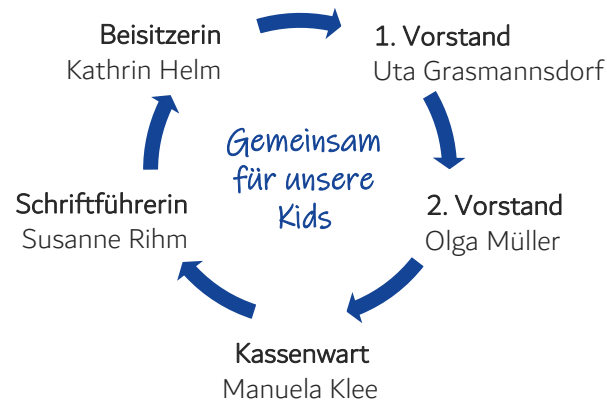 Beisitzerin
Kathrin Helm
1. Vorstand
Uta Grasmannsdorf
Gemeinsam
für unsere
Kids
Schriftführerin
Susanne Rihm
2. Vorstand
Olga Müller
Kassenwart
Manuela Klee